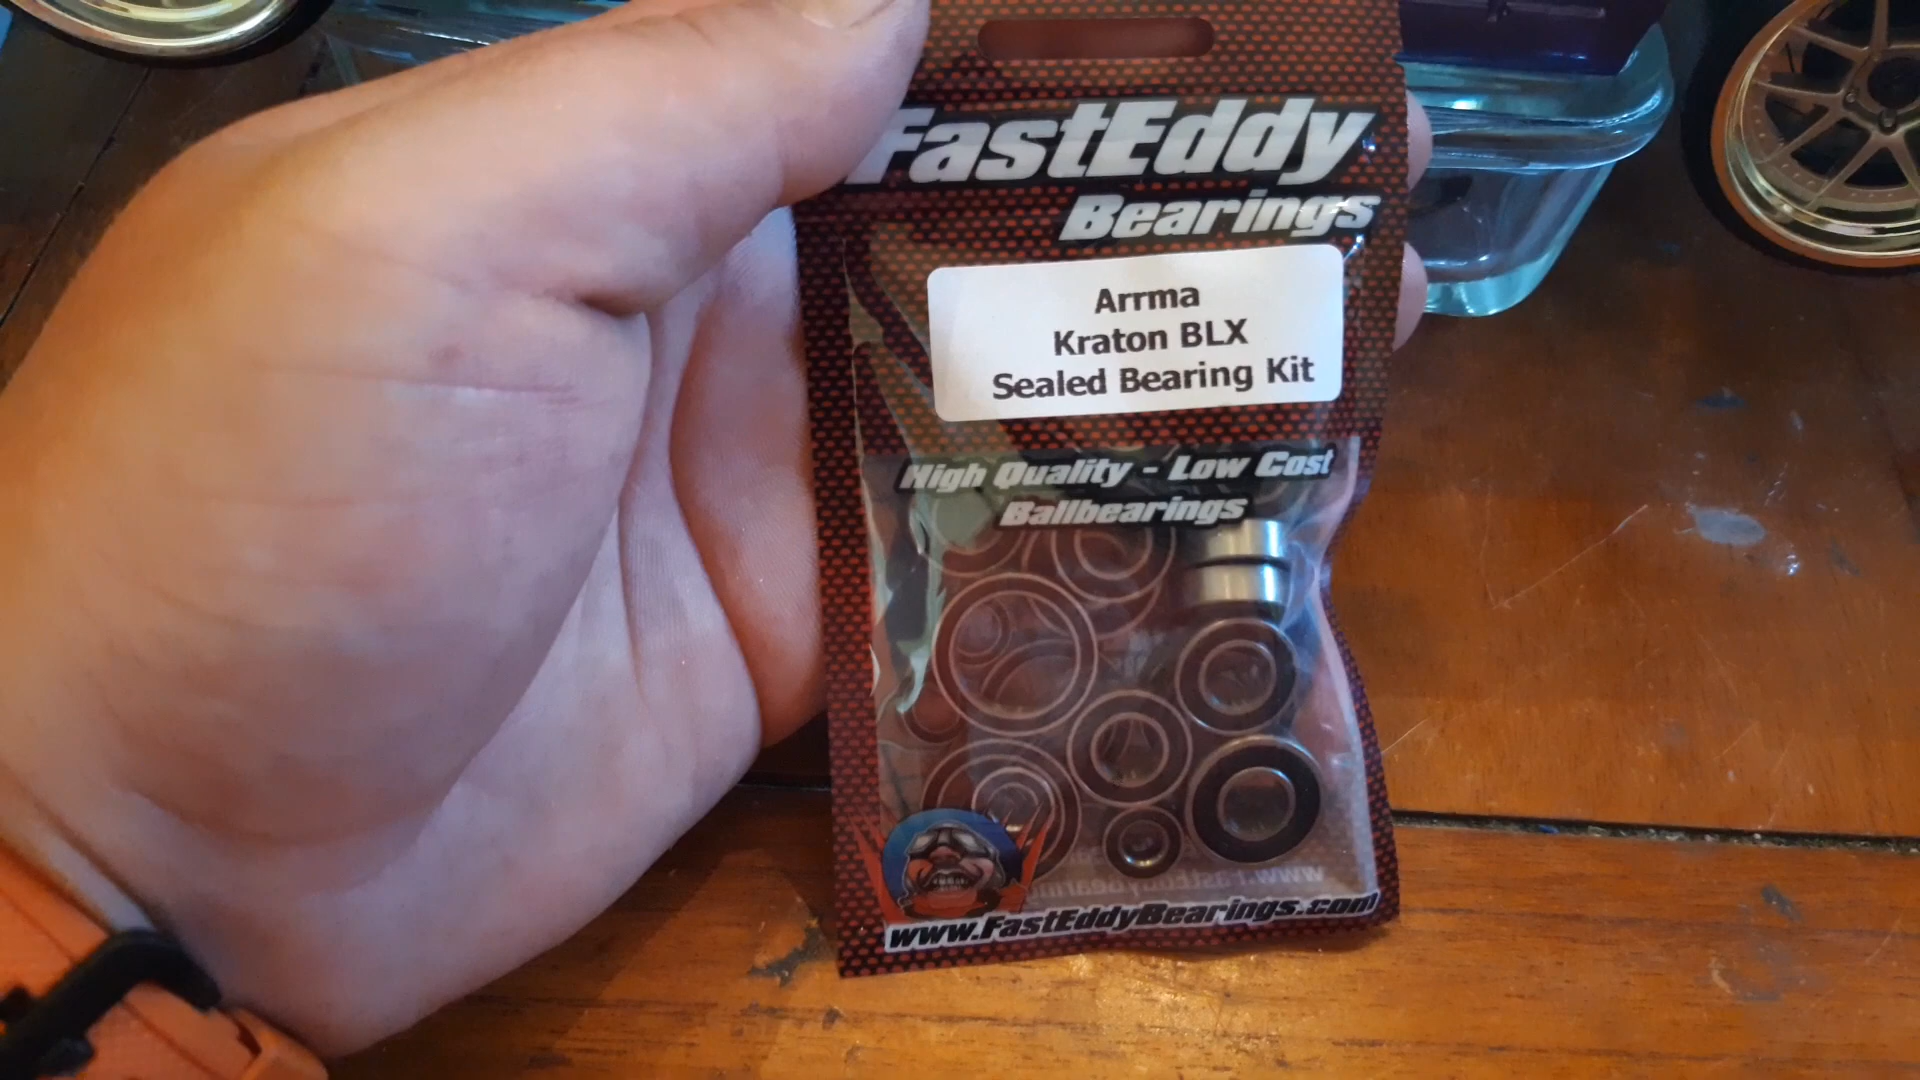 FastEddy
Bearings
Arrma
Kraton BLX
Sealed Bearing Kit
High Quality - Low Cost
Ballbearings
www.FastEddyBearings.com